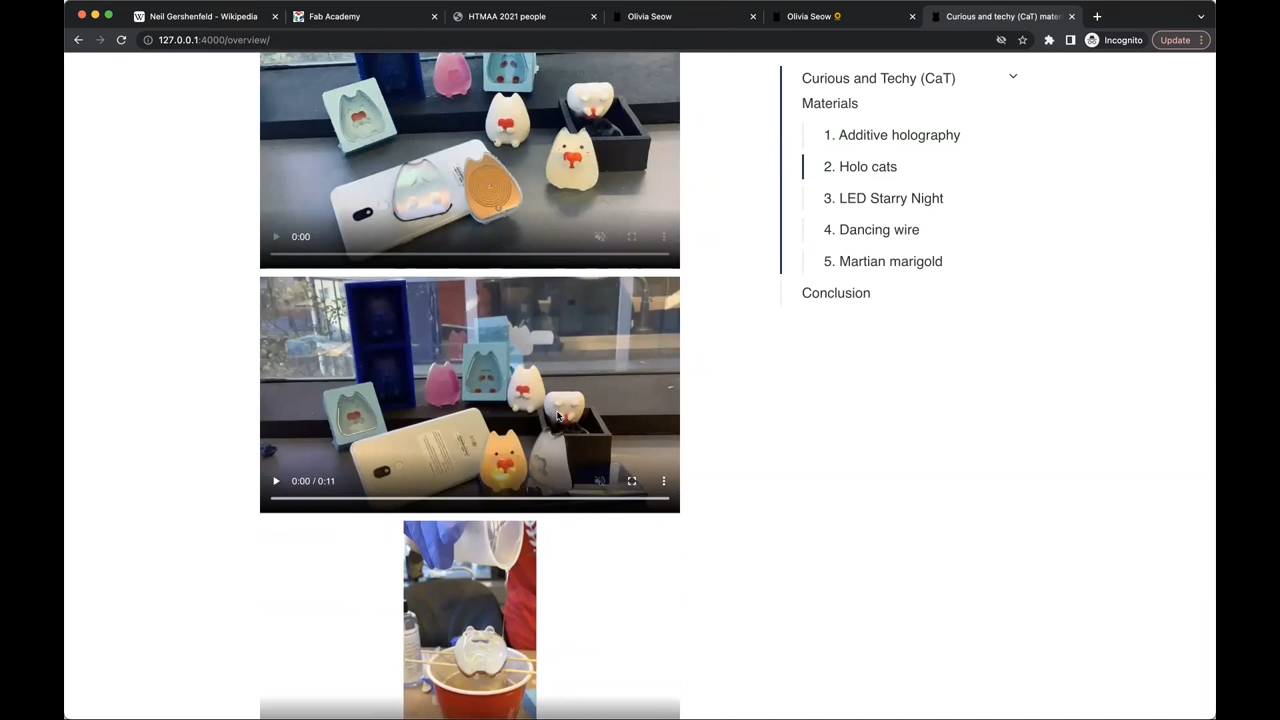 Neil Gershenfeld - Wikipedia
Fab Academy
HTMAA 2021 people
Olivia Seow
Olivia Seow
Curious and techy (CaT) mater
127.0.0.1:4000/overview/
Incognito
Update
0:00
0:00 / 0:11
Curious and Techy (CaT)
Materials
1. Additive holography
2. Holo cats
3. LED Starry Night
4. Dancing wire
5. Martian marigold
Conclusion